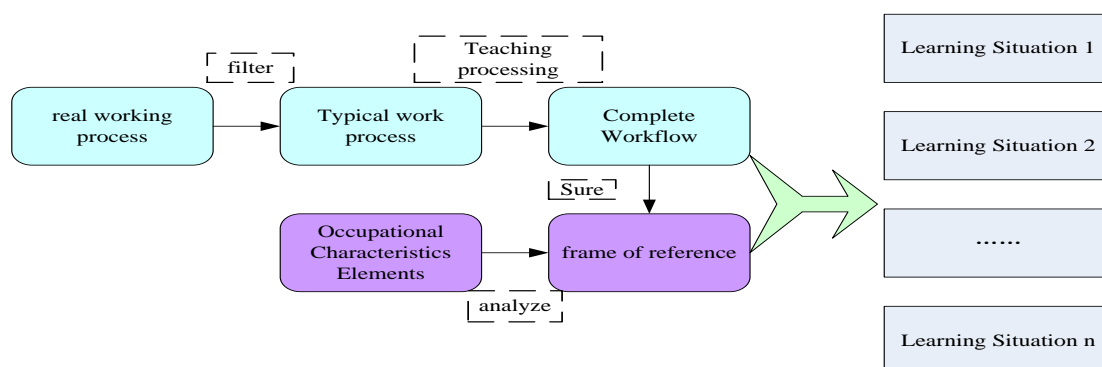 Teaching
processing
filter
real working
process
Typical work
process
Complete
Workflow
Sure
Occupational
Characteristics
Elements
frame of reference
analyze
Learning Situation 1
Learning Situation 2
......
Learning Situation n